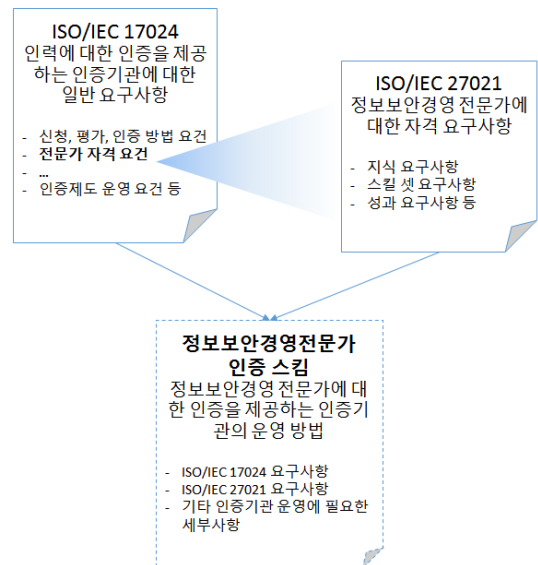 ISO/IEC 17024
인력에 대한 인증을 제공
하는 인증기관에 대한
일반 요구사항
- 신청, 평가, 인증 방법 요건
- 전문가 자격 요건
- ...
- 인증제도 운영 요건 등
ISO/IEC 27021
정보보안경영 전문가에
대한 자격 요구사항
- 지식 요구사항
- 스킬 셋 요구사항
- 성과 요구사항 등
정보보안경영전문가
인증 스킴
정보보안경영 전문가에 대
한 인증을 제공하는 인증기
관의 운영 방법
- ISO/IEC 17024 요구사항
- ISO/IEC 27021 요구사항
- 기타 인증기관 운영에 필요한
세부사항